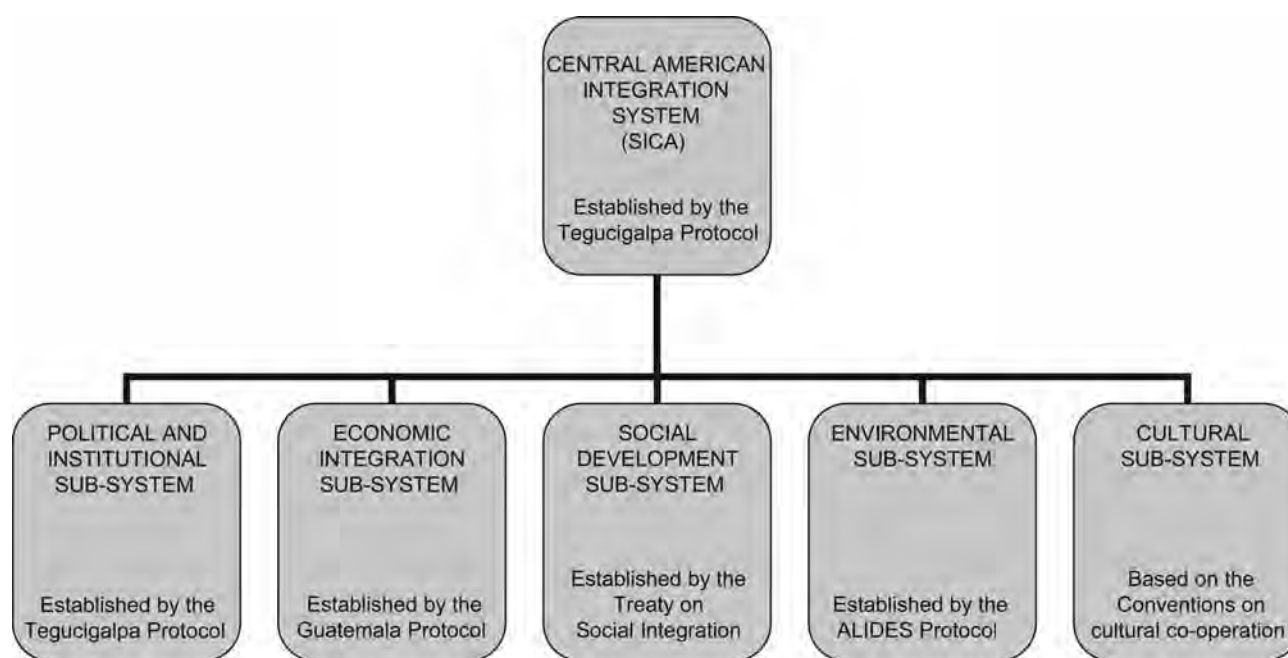 CENTRAL AMERICAN
INTEGRATION
SYSTEM
(SICA)
Established by the
Tegucigalpa Protocol
POLITICAL AND
INSTITUTIONAL
SUB-SYSTEM
Established by the
Tegucigalpa Protocol
ECONOMIC
INTEGRATION
SUB-SYSTEM
Established by the
Guatemala Protocol
SOCIAL
DEVELOPMENT
SUB-SYSTEM
Established by the
Treaty on
Social Integration
ENVIRONMENTAL
SUB-SYSTEM
Established by the
ALIDES Protocol
CULTURAL
SUB-SYSTEM
Based on the
Conventions on
cultural co-operation